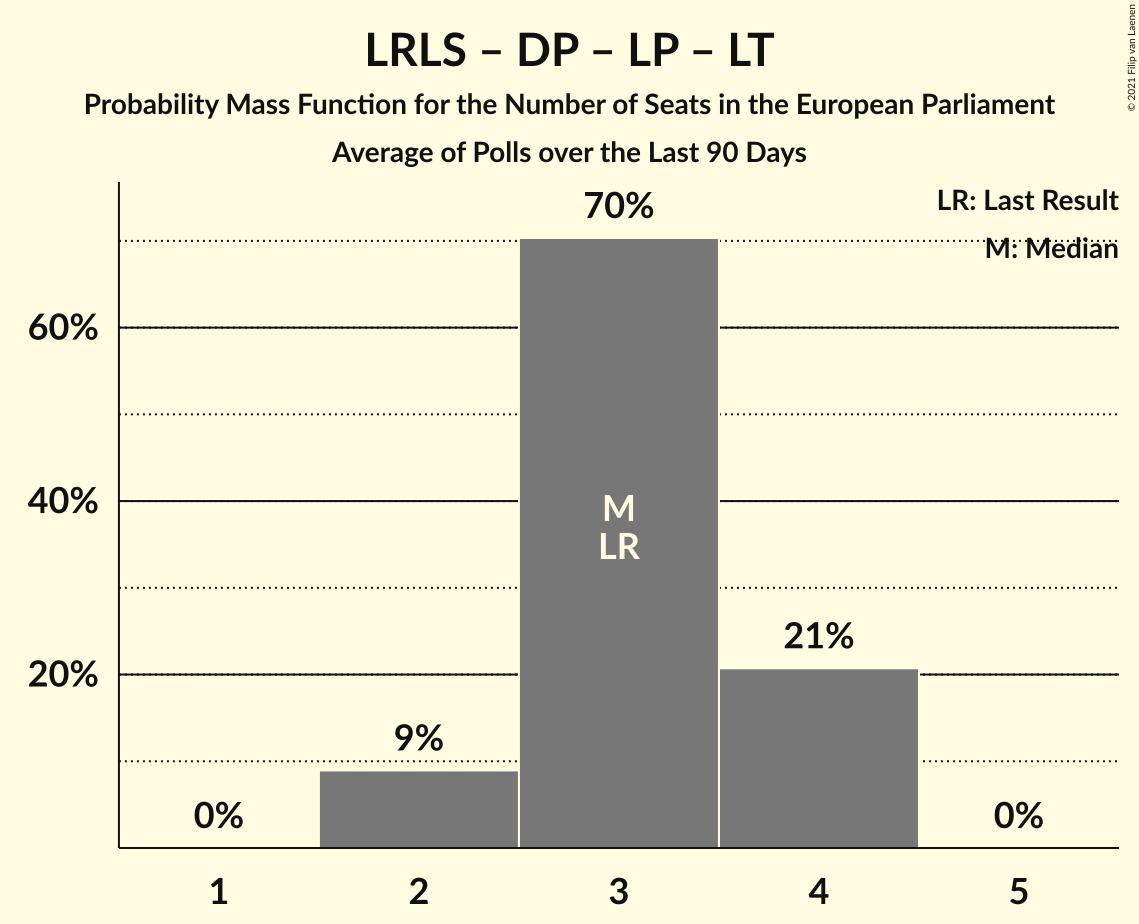 LRLS – DP – LP – LT
Probability Mass Function for the Number of Seats in the European Parliament
Average of Polls over the Last 90 Days
© 2021 Filip van Laenen
LR: Last Result
M: Median
70%
60%
40%
M
LR
21%
20%
9%
0%
0%
1 2 3 4 5